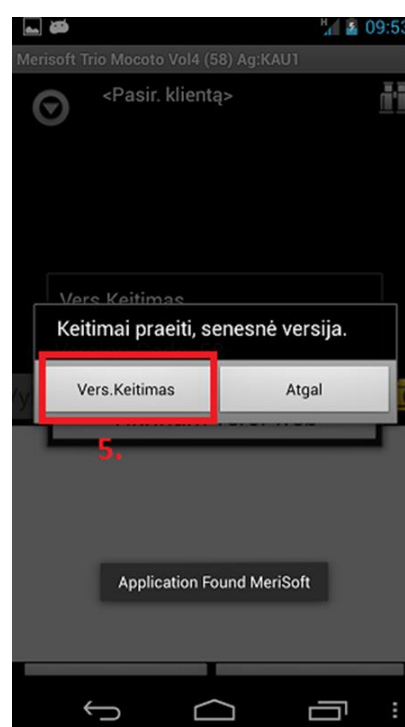 H 09:53
Merisoft Trio Mocoto Vol4 (58) Ag:KAU1
<Pasir. klientą>
Vers.Keitimas
Keitimai praeiti, senesnė versija.
Vers.Keitimas Atgal
5.
Application Found MeriSoft